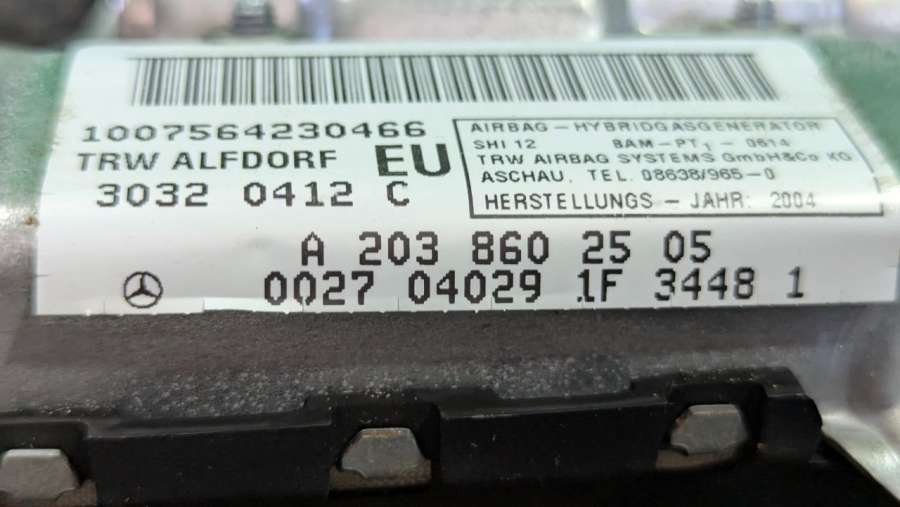 1007564230466
TRW ALFDORF EU
3032 0412 C
AIRBAG - HYBRIDGASGENERATOR
SHI 12 BAM-PT1 - 0614
TRW AIRBAG SYSTEMS GmbH&Co KG
ASCHAU. TEL. 08638/965-0
HERSTELLUNGS - JAHR: 2004
A 203 860 25 05
0027 04029 1F 3448 1